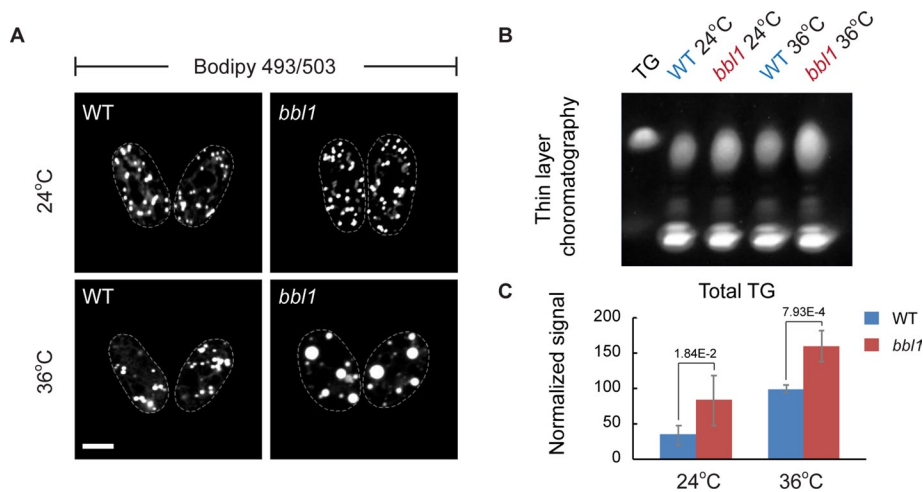 A
Bodipy 493/503
WT
bbl1
24°C
WT
bbl1
36°C
B
TG
WT 24°C
bbl1 24°C
WT 36°C
bbl1 36°C
Thin layer
choromatography
C
Total TG
Normalized signal
200
150
100
50
0
1.84E-2
7.93E-4
24°C
36°C
WT
bbl1